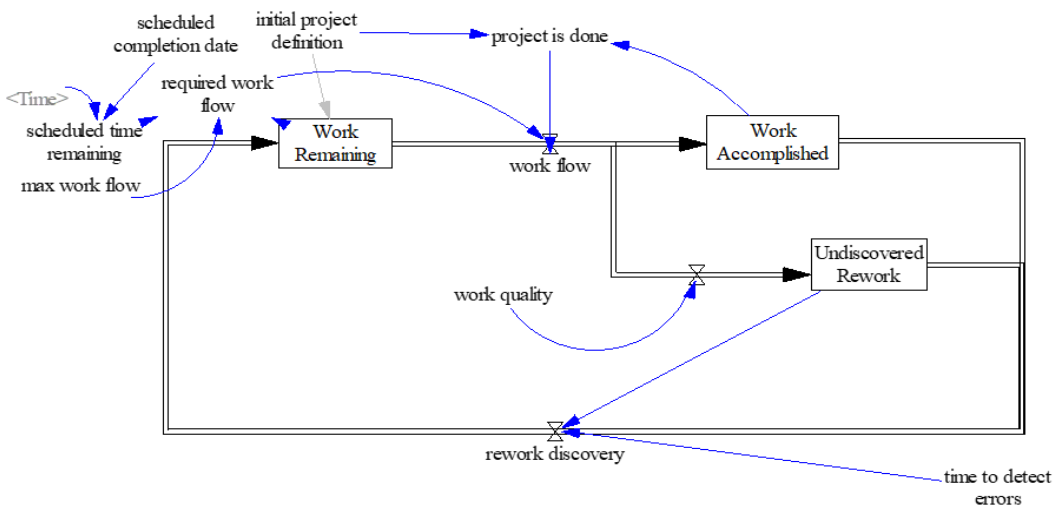 scheduled
completion date
initial project
definition
project is done
<Time>
required work
flow
scheduled time
remaining
Work
Remaining
work flow
Work
Accomplished
max work flow
Undiscovered
Rework
work quality
rework discovery
time to detect
errors